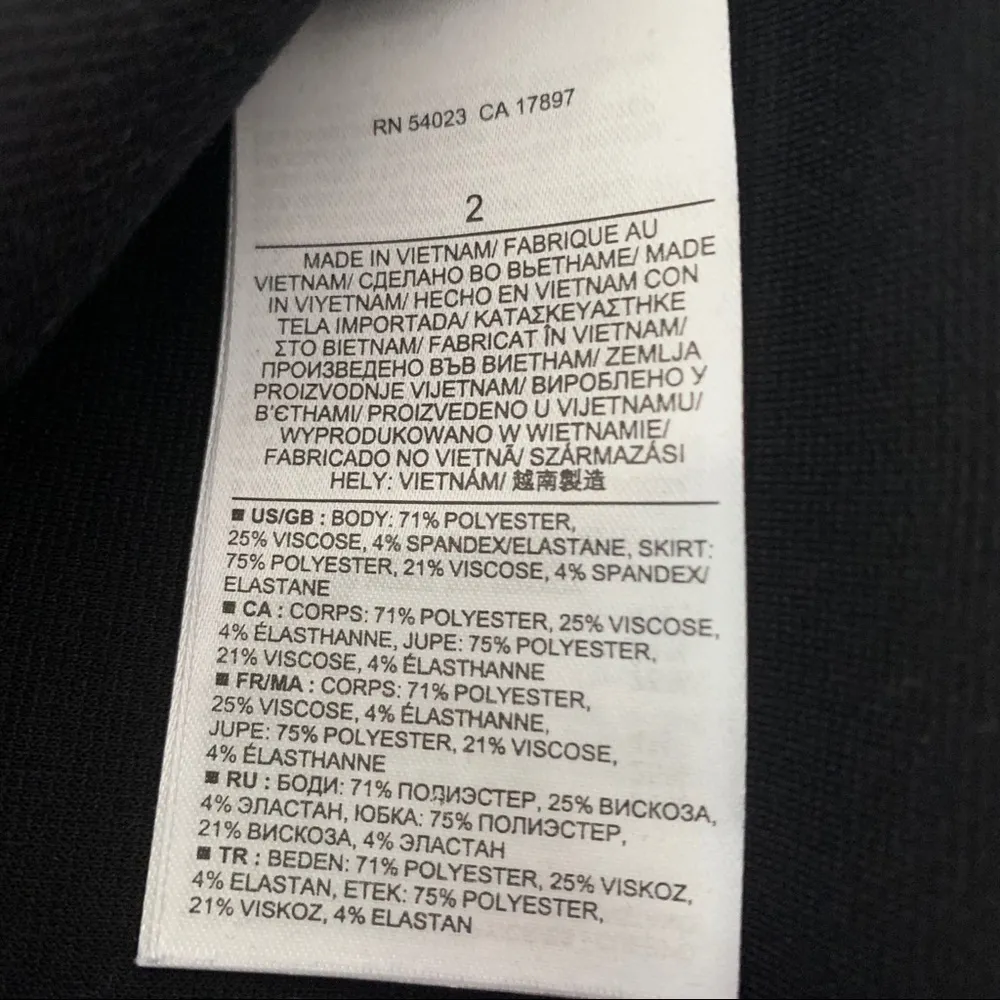 RN 54023 CA 17897
2
MADE IN VIETNAM/ FABRIQUE AU
VIETNAM/ СДЕЛАНО ВО ВЬЕТНАМЕ/ MADE
IN VIYETNAM/ HECHO EN VIETNAM CON
TELA IMPORTADA/ ΚΑΤΑΣΚΕΥΑΣΤΗΚΕ
ΣΤΟ ΒΙΕΤΝΑΜ/ FABRICAT ÎN VIETNAM/
ПРОИЗВЕДЕНО ВЪВ ВИЕТНАМ/ ZEMLJA
PROIZVODNJE VIJETNAM/ ВИРОБЛЕНО У
В'ЄТНАМІ/ PROIZVEDENO U VIJETNAMU/
WYPRODUKOWANO W WIETNAMIE/
FABRICADO NO VIETNÃ/ SZÁRMAZÁSI
HELY: VIETNÁM/ 越南製造
■ US/GB : BODY: 71% POLYESTER,
25% VISCOSE, 4% SPANDEX/ELASTANE, SKIRT:
75% POLYESTER, 21% VISCOSE, 4% SPANDEX/
ELASTANE
■ CA : CORPS: 71% POLYESTER, 25% VISCOSE,
4% ÉLASTHANNE, JUPE: 75% POLYESTER,
21% VISCOSE, 4% ÉLASTHANNE
■ FR/MA : CORPS: 71% POLYESTER,
25% VISCOSE, 4% ÉLASTHANNE,
JUPE: 75% POLYESTER, 21% VISCOSE,
4% ÉLASTHANNE
■ RU : БОДИ: 71% ПОЛИЭСТЕР, 25% ВИСКОЗА,
4% ЭЛАСТАН, ЮБКА: 75% ПОЛИЭСТЕР,
21% ВИСКОЗА, 4% ЭЛАСТАН
■ TR : BEDEN: 71% POLYESTER, 25% VISKOZ,
4% ELASTAN, ETEK: 75% POLYESTER,
21% VISKOZ, 4% ELASTAN